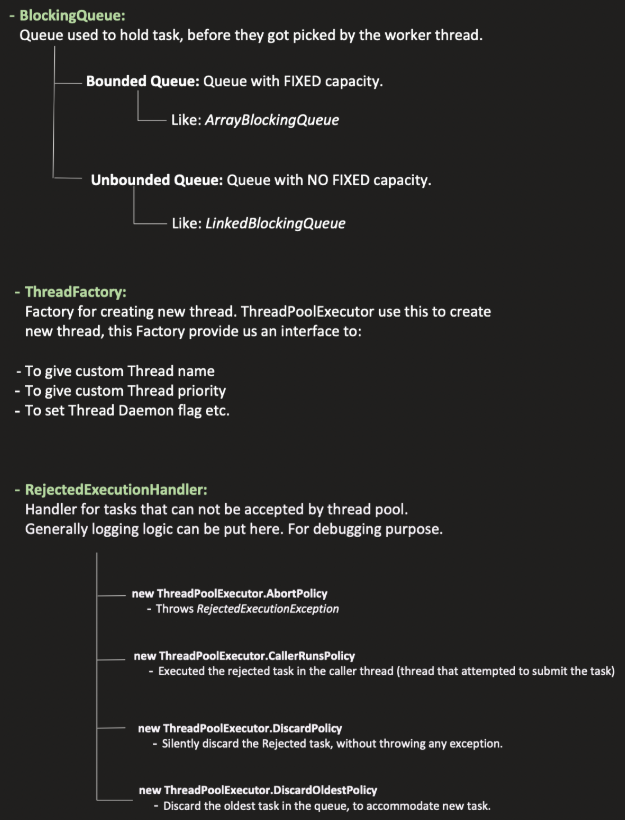 - BlockingQueue:
Queue used to hold task, before they got picked by the worker thread.
Bounded Queue: Queue with FIXED capacity.
Like: ArrayBlockingQueue
Unbounded Queue: Queue with NO FIXED capacity.
Like: LinkedBlockingQueue
- ThreadFactory:
Factory for creating new thread. ThreadPoolExecutor use this to create
new thread, this Factory provide us an interface to:
- To give custom Thread name
- To give custom Thread priority
- To set Thread Daemon flag etc.
- RejectedExecutionHandler:
Handler for tasks that can not be accepted by thread pool.
Generally logging logic can be put here. For debugging purpose.
new ThreadPoolExecutor.AbortPolicy
- Throws RejectedExecutionException
new ThreadPoolExecutor.CallerRunsPolicy
- Executed the rejected task in the caller thread (thread that attempted to submit the task)
new ThreadPoolExecutor.DiscardPolicy
- Silently discard the Rejected task, without throwing any exception.
new ThreadPoolExecutor.DiscardOldestPolicy
- Discard the oldest task in the queue, to accommodate new task.